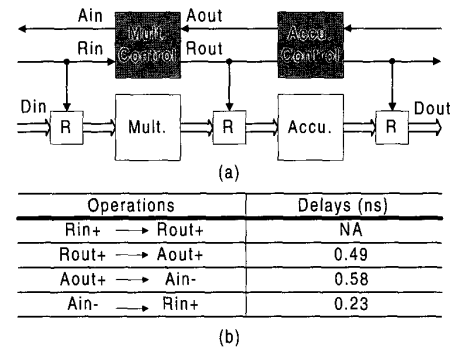 Ain Aout
Mult. Accu.
Control Control
Rin Rout
Din Dout
R Mult. R Accu. R
(a)
Operations Delays (ns)
Rin+ → Rout+ NA
Rout+ → Aout+ 0.49
Aout+ → Ain- 0.58
Ain- → Rin+ 0.23
(b)